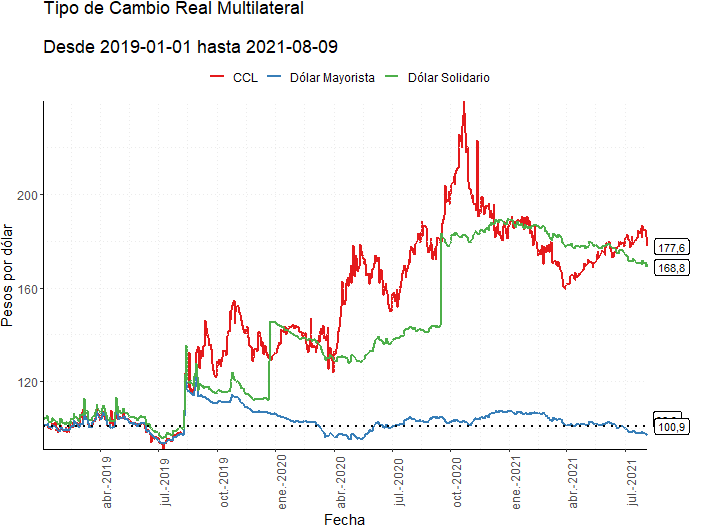 Tipo de Cambio Real Multilateral
Desde 2019-01-01 hasta 2021-08-09
CCL Dólar Mayorista Dólar Solidario
Pesos por dólar
200
160
120
177,6
168,8
100,9
abr.-2019
jul.-2019
oct.-2019
ene.-2020
abr.-2020
jul.-2020
oct.-2020
ene.-2021
abr.-2021
jul.-2021
Fecha